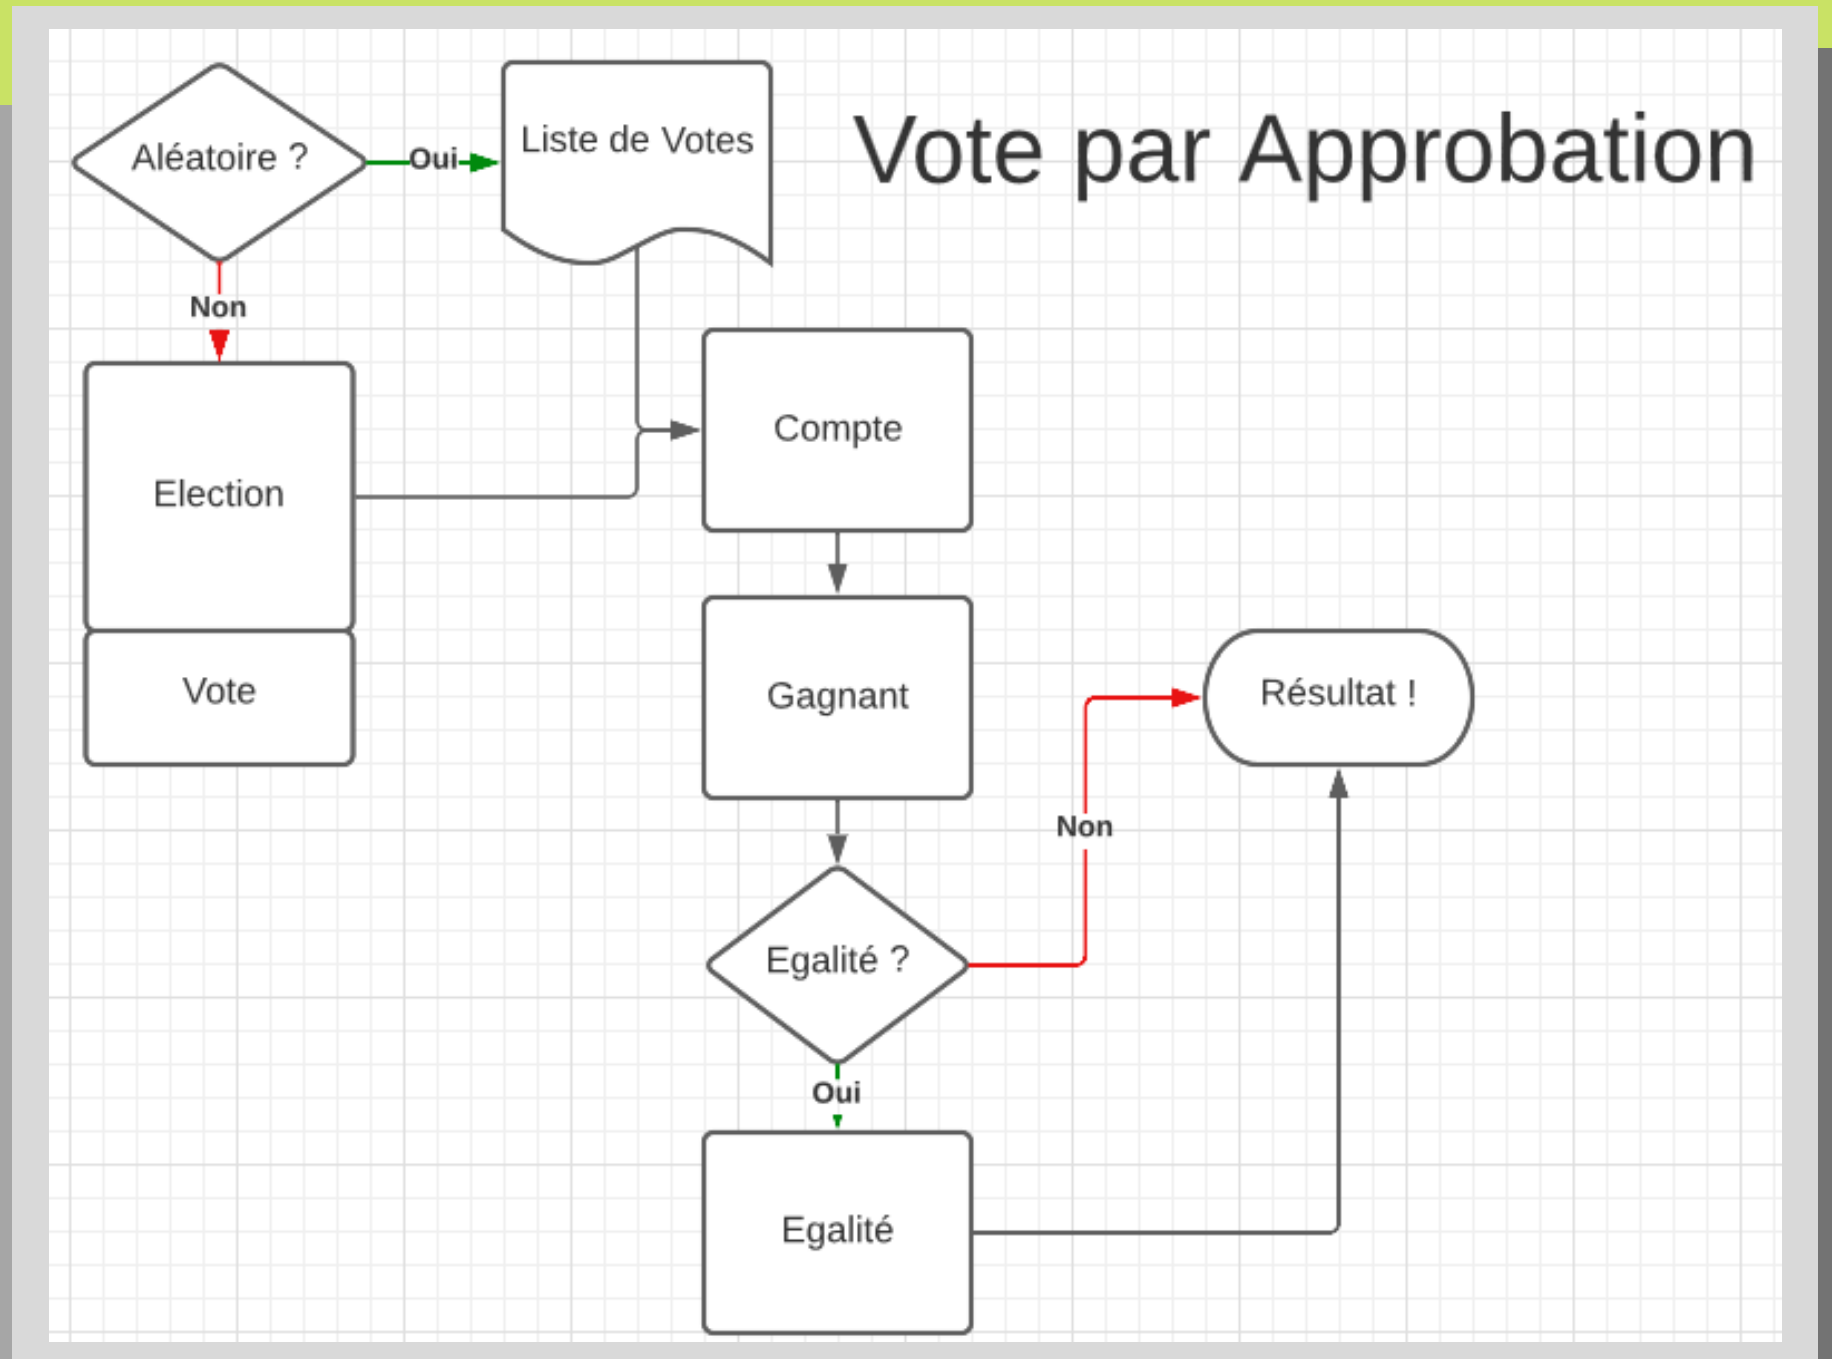 Vote par Approbation
Aléatoire ?
Oui
Liste de Votes
Non
Election
Vote
Compte
Gagnant
Egalité ?
Non
Résultat !
Oui
Egalité